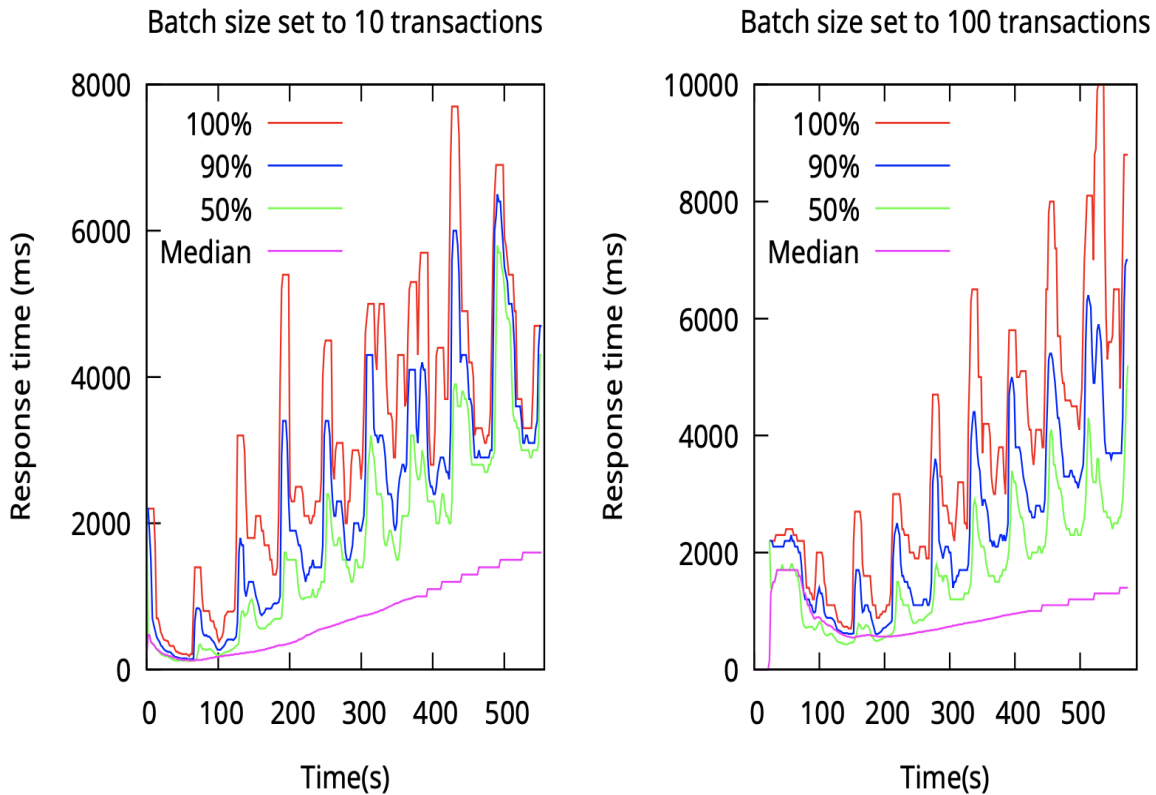 Batch size set to 10 transactions
8000
6000
4000
2000
0
0 100 200 300 400 500
Response time (ms)
Time(s)
100%
90%
50%
Median
Batch size set to 100 transactions
10000
8000
6000
4000
2000
0
0 100 200 300 400 500
Response time (ms)
Time(s)
100%
90%
50%
Median